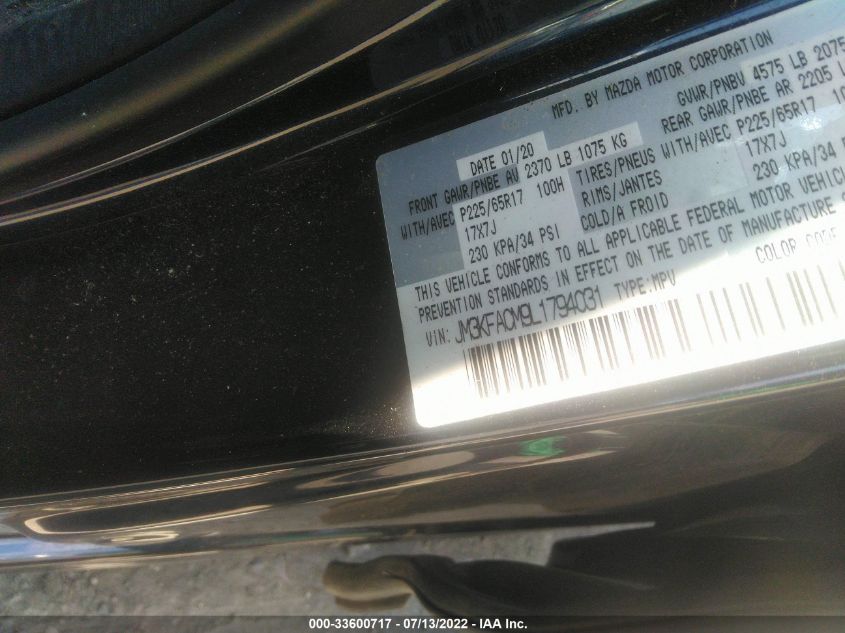 MFD. BY MAZDA MOTOR CORPORATION
DATE 01/20 GVWR/PNBV 4575 LB 2075
FRONT GAWR/PNBE AV 2370 LB 1075 KG REAR GAWR/PNBE AR 2205
WITH/AVEC P225/65R17 100H TIRES/PNEUS WITH/AVEC P225/65R17
17X7J RIMS/JANTES 17X7J
230 KPA/34 PSI COLD/A FROID 230 KPA/34
THIS VEHICLE CONFORMS TO ALL APPLICABLE FEDERAL MOTOR VEHICLE
PREVENTION STANDARDS IN EFFECT ON THE DATE OF MANUFACTURE
VIN: JM3KFACM9L1794031 TYPE:MPV COLOR CODE
000-33600717 / 07/13/2022 - IAA Inc.